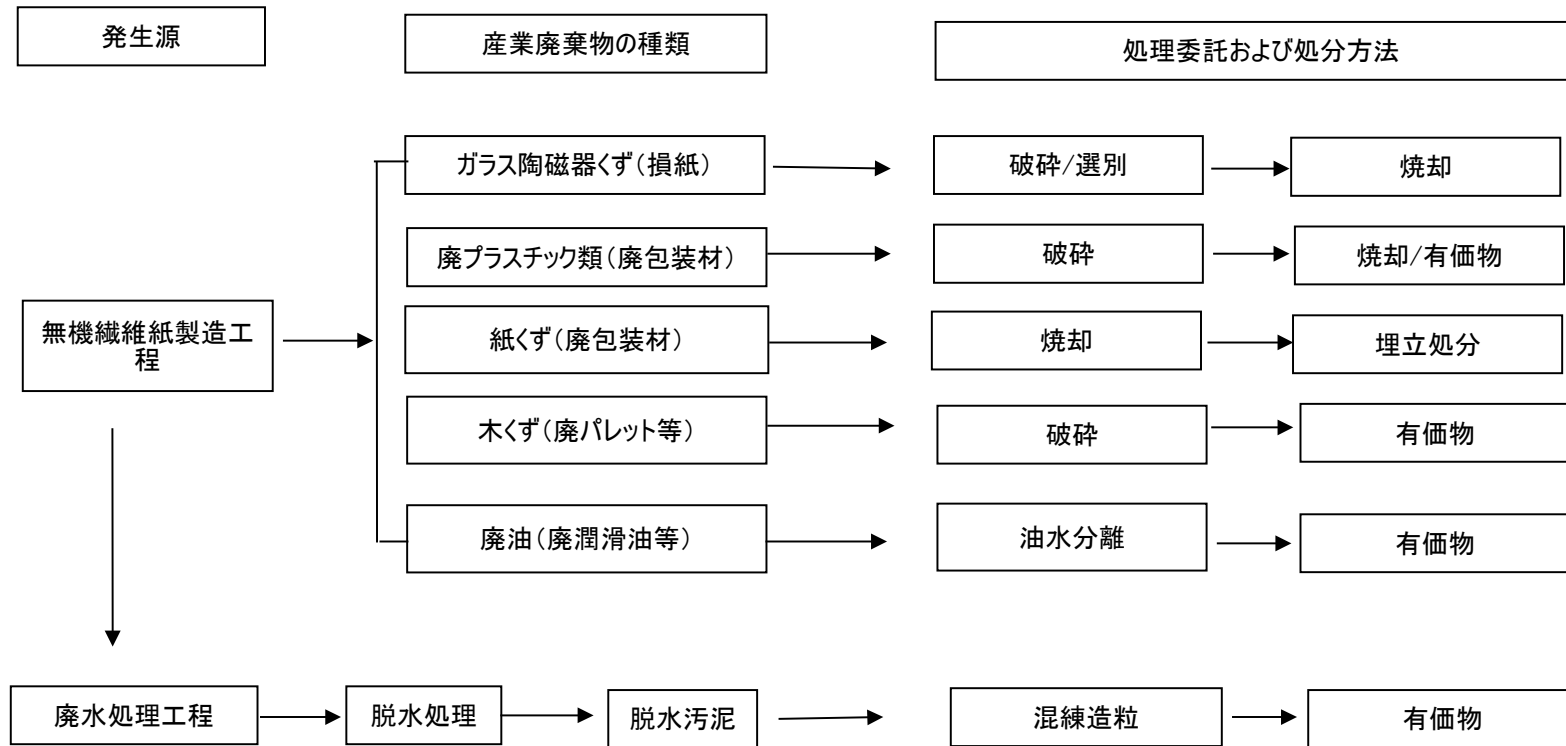 発生源
産業廃棄物の種類
処理委託および処分方法
ガラス陶磁器くず(損紙)
破砕/選別
焼却
廃プラスチック類(廃包装材)
破砕
焼却/有価物
無機繊維紙製造工
程
紙くず(廃包装材)
焼却
埋立処分
木くず(廃パレット等)
破砕
有価物
廃油(廃潤滑油等)
油水分離
有価物
廃水処理工程
脱水処理
脱水汚泥
混練造粒
有価物